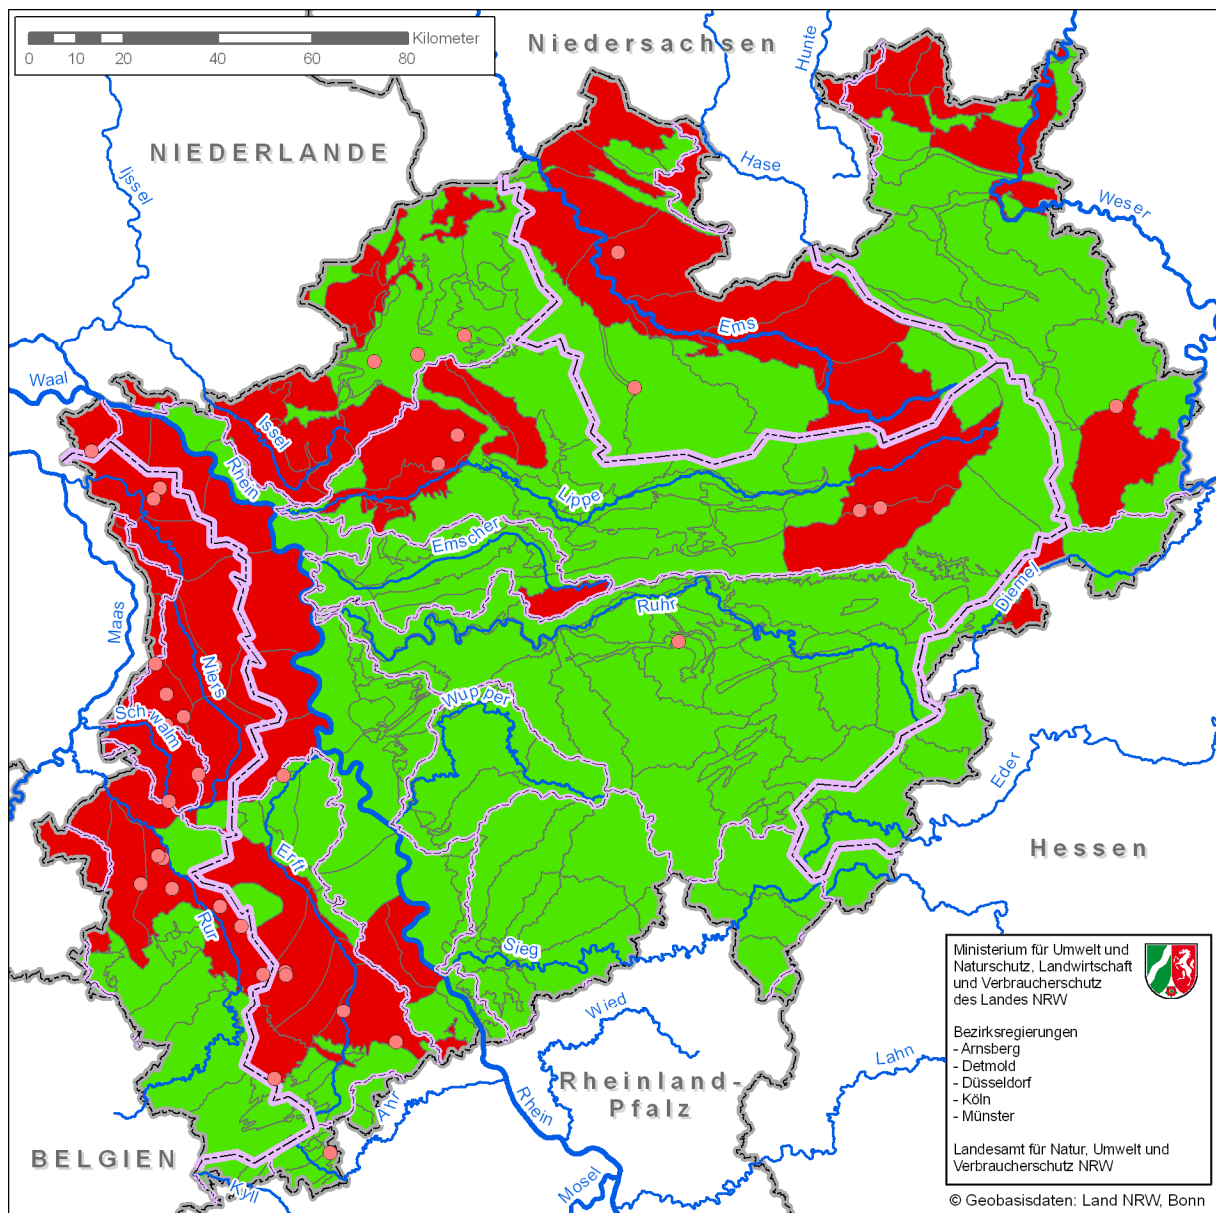 Kilometer
0 10 20 40 60 80
Niedersachsen
Hunte
NIEDERLANDE
Ijssel
Hase
Weser
Ems
Waal
Issel
Rhein
Lippe
Emscher
Maas
Ruhr
Diemel
Niers
Schwalm
Wupper
Eder
Hessen
Erft
Rur
Sieg
Wied
Lahn
Rheinland-
Pfalz
Rhein
Ahr
BELGIEN
Kyll
Mosel
Ministerium für Umwelt und
Naturschutz, Landwirtschaft
und Verbraucherschutz
des Landes NRW
Bezirksregierungen
- Arnsberg
- Detmold
- Düsseldorf
- Köln
- Münster
Landesamt für Natur, Umwelt und
Verbraucherschutz NRW
© Geobasisdaten: Land NRW, Bonn